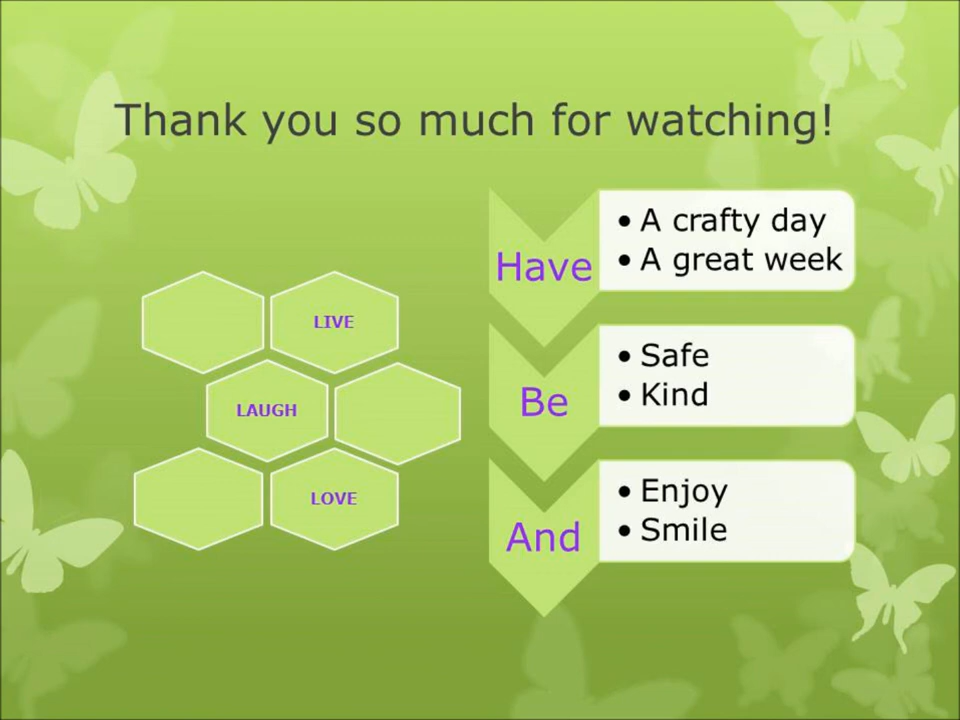 Thank you so much for watching!
LIVE
LAUGH
LOVE
Have
• A crafty day
• A great week
Be
• Safe
• Kind
And
• Enjoy
• Smile